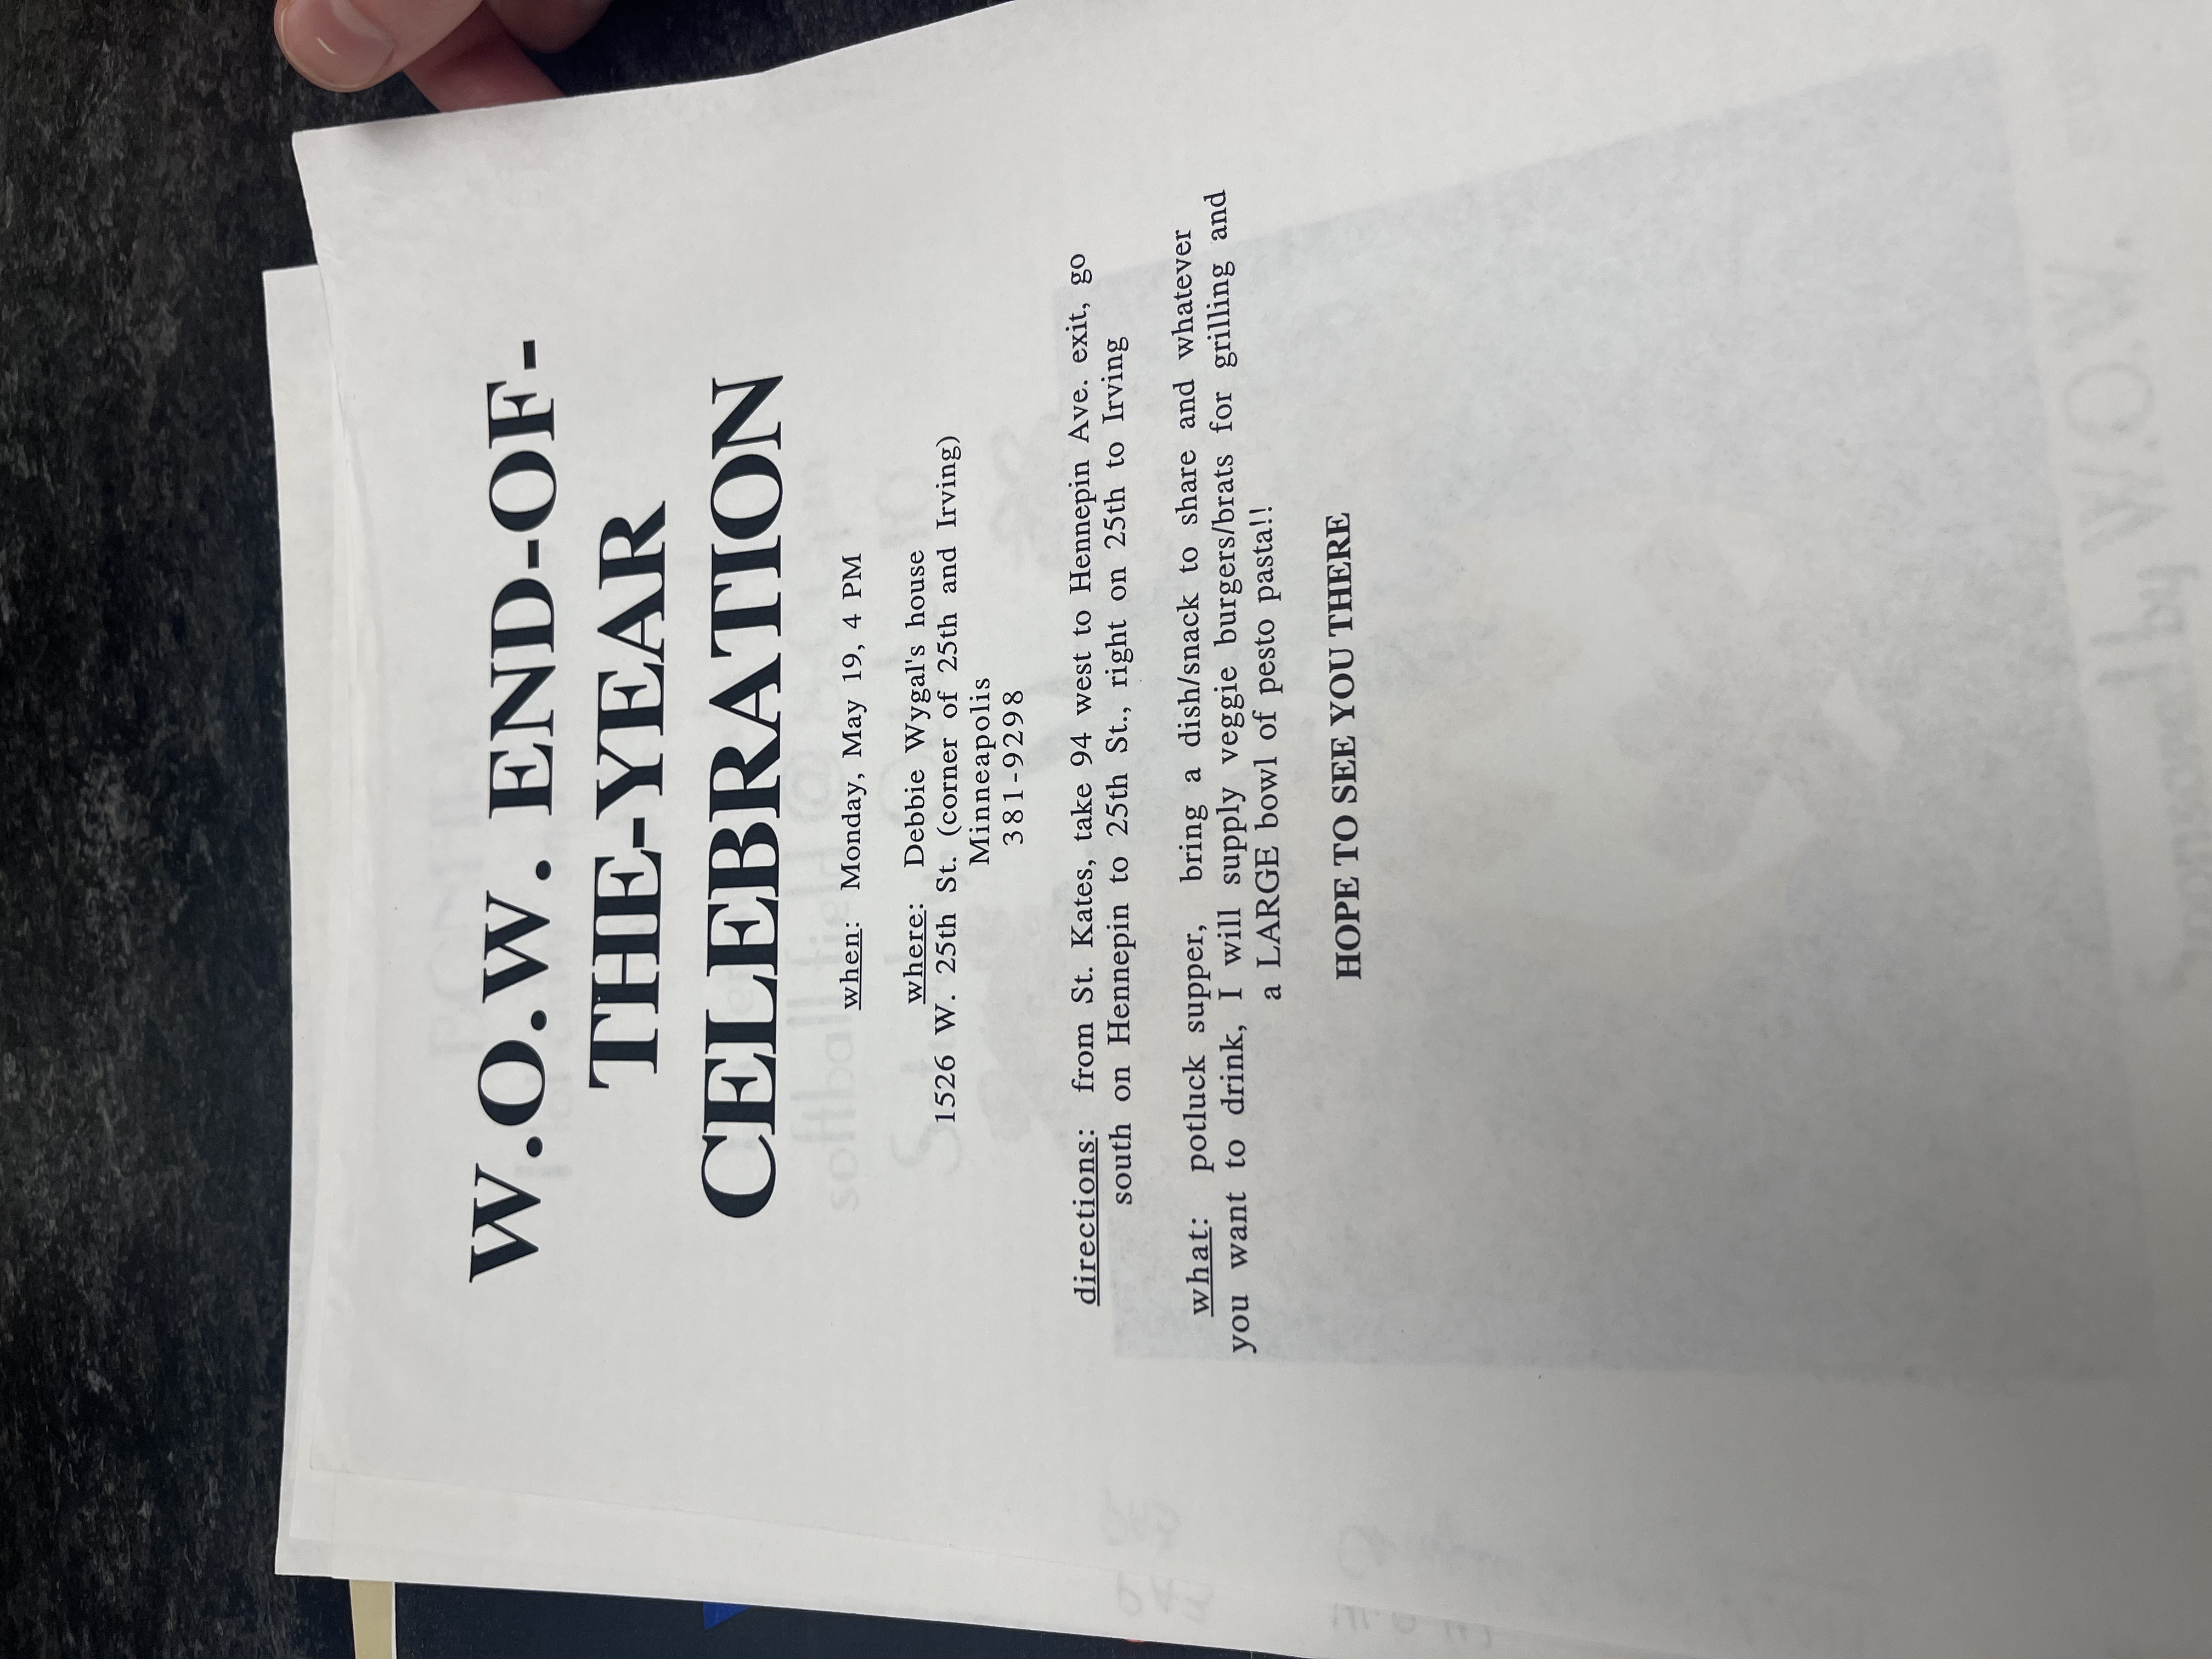 W.O.W. END-OF-
THE-YEAR
CELEBRATION
when: Monday, May 19, 4 PM
where: Debbie Wygal's house
1526 W. 25th St. (corner of 25th and Irving)
Minneapolis
381-9298
directions: from St. Kates, take 94 west to Hennepin Ave. exit, go
south on Hennepin to 25th St., right on 25th to Irving
what: potluck supper, bring a dish/snack to share and whatever
you want to drink, I will supply veggie burgers/brats for grilling and
a LARGE bowl of pesto pasta!!
HOPE TO SEE YOU THERE
softball field @
Sponsored by W.O.W.